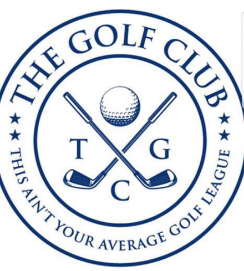 THE GOLF CLUB
T G
C
THIS AIN'T YOUR AVERAGE GOLF LEAGUE